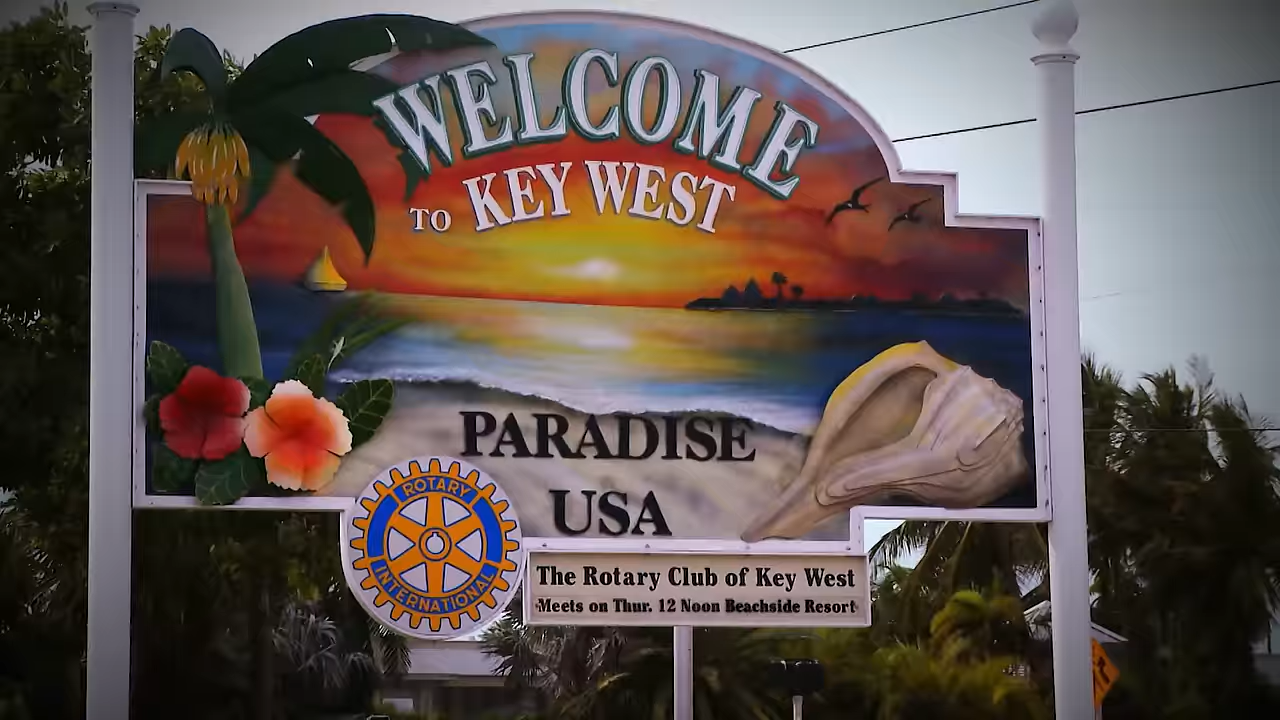 WELCOME
TO KEY WEST
PARADISE
USA
ROTARY
INTERNATIONAL
The Rotary Club of Key West
Meets on Thur. 12 Noon Beachside Resort